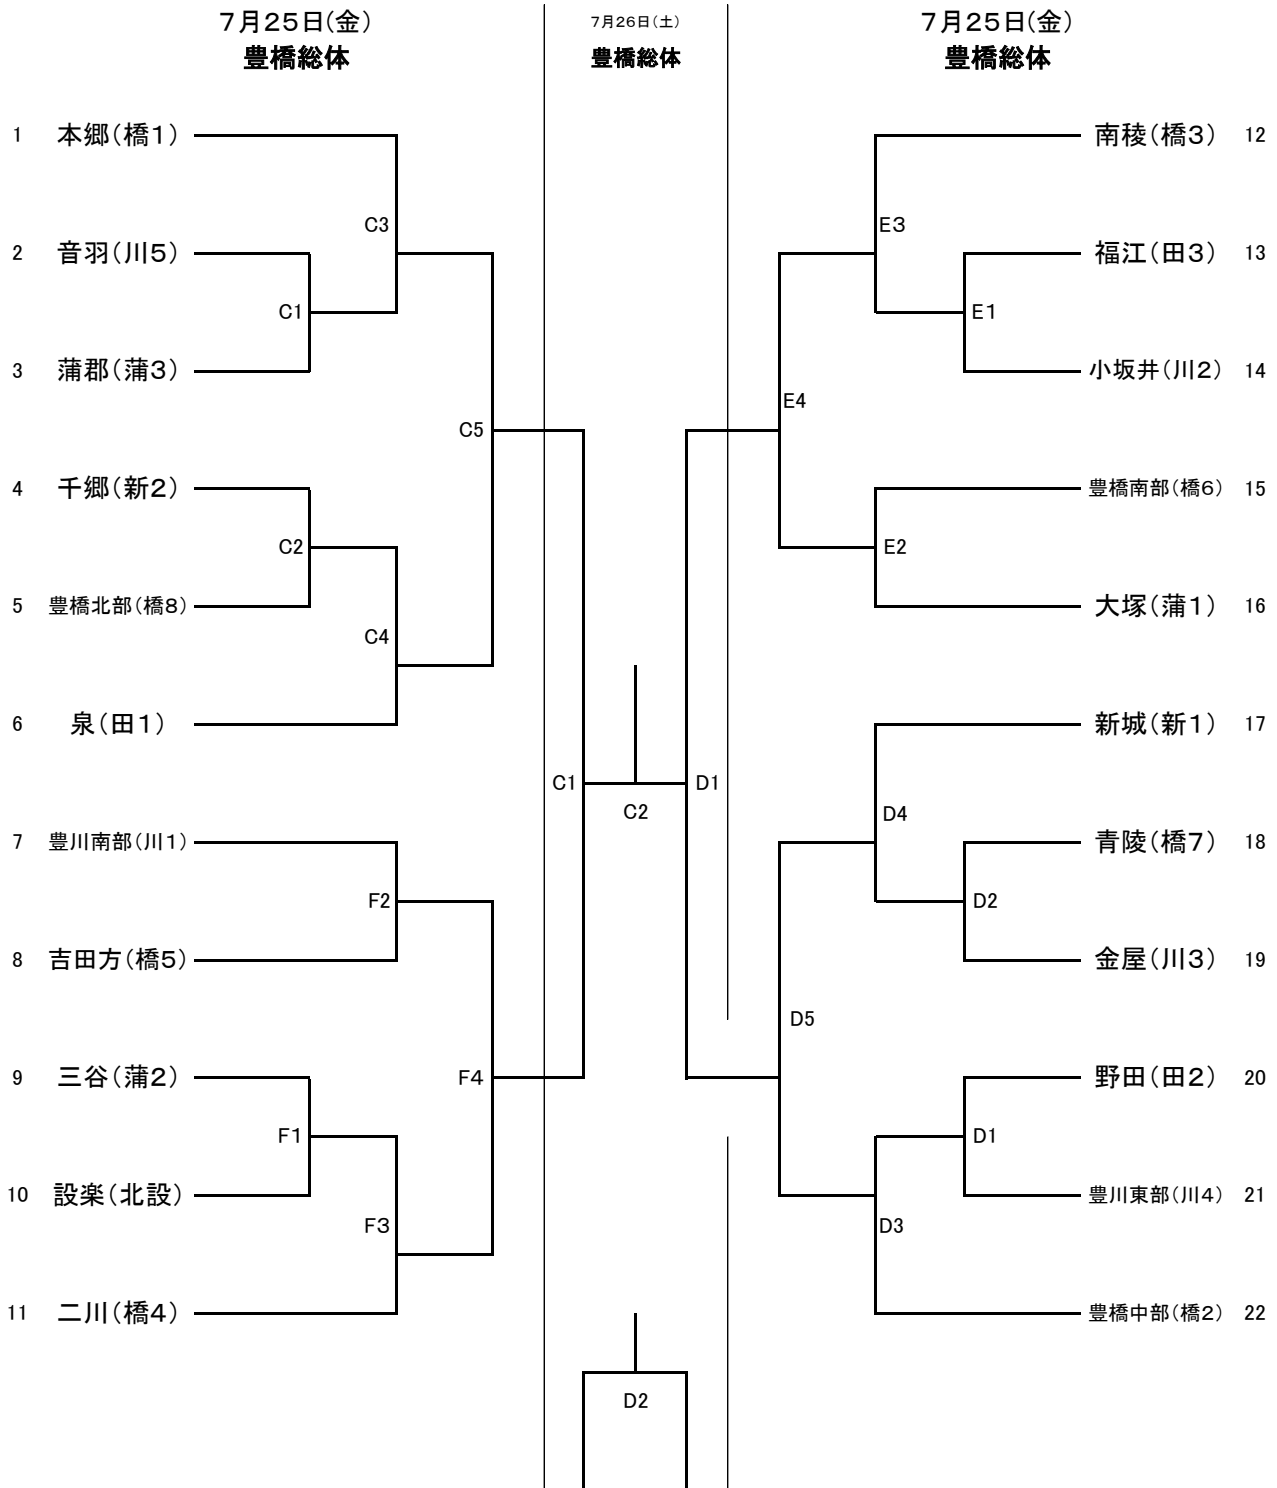 ７月２５日（金）
豊橋総体
７月２６日（土）
豊橋総体
７月２５日（金）
豊橋総体
1 本郷（橋１）
C3
2 音羽（川５）
C1
3 蒲郡（蒲３）
C5
4 千郷（新２）
C2
5 豊橋北部（橋８）
C4
6 泉（田１）
7 豊川南部（川１）
F2
8 吉田方（橋５）
9 三谷（蒲２）
F4
F1
10 設楽（北設）
F3
11 二川（橋４）
C1
C2
D1
D2
南稜（橋３） 12
E3
福江（田３） 13
E1
小坂井（川２） 14
E4
豊橋南部（橋６） 15
E2
大塚（蒲１） 16
新城（新１） 17
D4
青陵（橋７） 18
D2
金屋（川３） 19
D5
野田（田２） 20
D1
豊川東部（川４） 21
D3
豊橋中部（橋２） 22